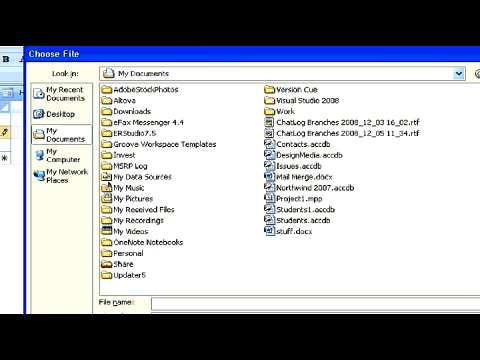 B
Choose File
Look in:
My Documents
My Recent
Documents
Desktop
My
Documents
My
Computer
My Network
Places
AdobeStockPhotos
Altova
Downloads
eFax Messenger 4.4
ERStudio7.5
Groove Workspace Templates
Invest
MSRP Log
My Data Sources
My Music
My Pictures
My Received Files
My Recordings
My Videos
OneNote Notebooks
Personal
Share
Updater5
Version Cue
Visual Studio 2008
Work
ChatLog Branches 2008_12_03 16_02.rtf
ChatLog Branches 2008_12_05 11_34.rtf
Contacts.accdb
DesignMedia.accdb
Issues.accdb
Mail Merge.docx
Northwind 2007.accdb
Project1.mpp
Students1.accdb
Students.accdb
stuff.docx
File name: